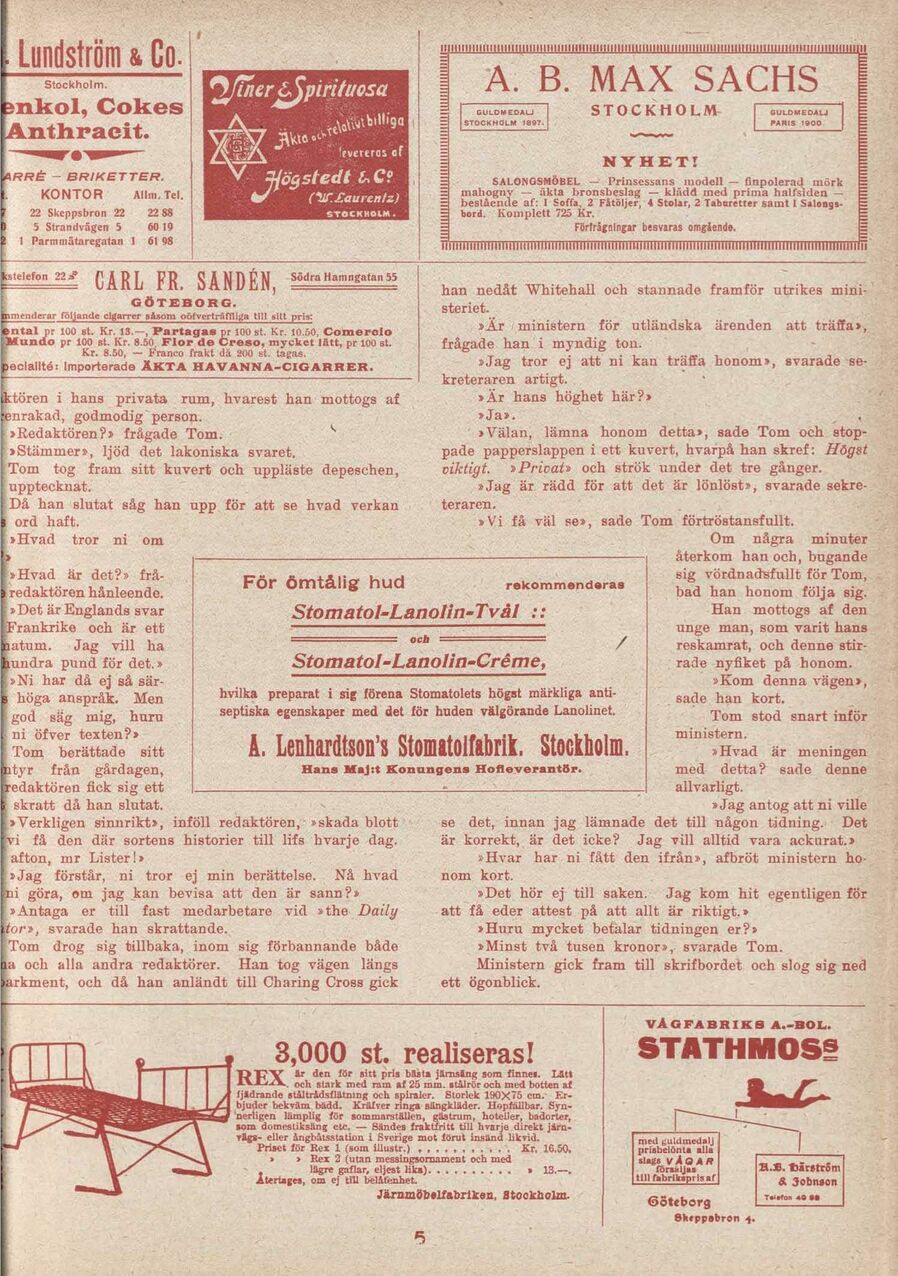 . Lundström & Co.
Stockholm.
enkol, Cokes
Anthracit.
ARRÉ – BRIKETTER.
KONTOR Allm. Tel.
22 Skeppsbron 22 22 88
5 Strandvägen 5 60 19
1 Parmmätaregatan 1 61 98
Viner & Spirituosa
Äkta och relativt billiga
levereras af
Högstedt & Co
(W. Laurentz)
STOCKHOLM.
A. B. MAX SACHS
GULDMEDALJ
STOCKHOLM 1897.
STOCKHOLM
GULDMEDALJ
PARIS 1900
NYHET!
SALONGSMÖBEL — Prinsessans modell — finpolerad mörk
mahogny — äkta bronsbeslag — klädd med prima halfsiden —
bestående af: 1 Soffa, 2 Fåtöljer, 4 Stolar, 2 Taburetter samt 1 Salongs-
bord. Komplett 725 Kr.
Förfrågningar besvaras omgående.
kstelefon 22
CARL FR. SANDÉN,
Södra Hamngatan 55
GÖTEBORG.
mmenderar följande cigarrer såsom oöfverträffliga till sitt pris:
ental pr 100 st. Kr. 13.—, Partagas pr 100 st. Kr. 10.50, Comercio
Mundo pr 100 st. Kr. 8.50, Flor de Creso, mycket lätt, pr 100 st.
Kr. 8.50, — Franco frakt då 200 st. tagas.
pecialité: Importerade ÄKTA HAVANNA-CIGARRER.
ktören i hans privata rum, hvarest han mottogs af
enrakad, godmodig person.
»Redaktören?» frågade Tom.
»Stämmer», ljöd det lakoniska svaret.
Tom tog fram sitt kuvert och uppläste depeschen,
upptecknat.
Då han slutat såg han upp för att se hvad verkan
s ord haft.
»Hvad tror ni om
»
»Hvad är det?» frå-
redaktören hånleende.
»Det är Englands svar
Frankrike och är ett
natum. Jag vill ha
hundra pund för det.»
»Ni har då ej så sär-
s höga anspråk. Men
god säg mig, huru
ni öfver texten?»
Tom berättade sitt
ntyr från gårdagen,
redaktören fick sig ett
skratt då han slutat.
»Verkligen sinnrikt», inföll redaktören, »skada blott
vi få den där sortens historier till lifs hvarje dag.
afton, mr Lister!»
»Jag förstår, ni tror ej min berättelse. Nå hvad
ni göra, om jag kan bevisa att den är sann?»
»Antaga er till fast medarbetare vid »the Daily
tor», svarade han skrattande.
Tom drog sig tillbaka, inom sig förbannande både
na och alla andra redaktörer. Han tog vägen längs
arkment, och då han anländt till Charing Cross gick
För ömtålig hud rekommenderas
Stomatol-Lanolin-Tvål ::
och
Stomatol-Lanolin-Créme,
hvilka preparat i sig förena Stomatolets högst märkliga anti-
septiska egenskaper med det för huden välgörande Lanolinet.
A. Lenhardtson's Stomatolfabrik. Stockholm.
Hans Maj:t Konungens Hofleverantör.
han nedåt Whitehall och stannade framför utrikes mini-
steriet.
»Är ministern för utländska ärenden att träffa»,
frågade han i myndig ton.
»Jag tror ej att ni kan träffa honom», svarade se-
kreteraren artigt.
»Är hans höghet här?»
»Ja».
»Välan, lämna honom detta», sade Tom och stop-
pade papperslappen i ett kuvert, hvarpå han skref: Högst
viktigt. »Privat» och strök under det tre gånger.
»Jag är rädd för att det är lönlöst», svarade sekre-
teraren.
»Vi få väl se», sade Tom förtröstansfullt.
Om några minuter
återkom han och, bugande
sig vördnadsfullt för Tom,
bad han honom följa sig.
Han mottogs af den
unge man, som varit hans
reskamrat, och denne stir-
rade nyfiket på honom.
»Kom denna vägen»,
sade han kort.
Tom stod snart inför
ministern.
»Hvad är meningen
med detta? sade denne
allvarligt.
»Jag antog att ni ville
se det, innan jag lämnade det till någon tidning. Det
är korrekt, är det icke? Jag vill alltid vara ackurat.»
»Hvar har ni fått den ifrån», afbröt ministern ho-
nom kort.
»Det hör ej till saken. Jag kom hit egentligen för
att få eder attest på att allt är riktigt.»
»Huru mycket betalar tidningen er?»
»Minst två tusen kronor», svarade Tom.
Ministern gick fram till skrifbordet och slog sig ned
ett ögonblick.
3,000 st. realiseras!
REX är den för sitt pris bästa järnsäng som finnes. Lätt
och stark med ram af 25 mm. stålrör och med botten af
fjädrande ståltrådsflätning och spiraler. Storlek 190×75 cm. Er-
bjuder bekväm bädd. Kräfver ringa sängkläder. Hopfällbar. Syn-
nerligen lämplig för sommarställen, gästrum, hoteller, badorter,
som domestiksäng etc. — Sändes fraktfritt till hvarje direkt järn-
vägs- eller ångbåtsstation i Sverige mot förut insänd likvid.
Priset för Rex 1 (som illustr.) . . . . . . . . . . . Kr. 16.50,
» » Rex 2 (utan messingsornament och med
lägre gaflar, eljest lika) . . . . . . . . . . » 13.—.
Återtages, om ej till belåtenhet.
Järnmöbelfabriken, Stockholm.
VÅGFABRIKS A.-BOL.
STATHMOS
med guldmedalj
prisbelönta alla
slags VÅGAR
försäljas
till fabrikspris af
Göteborg
Skeppsbron 4.
A.B. Bärström
& Johnson
Telefon 40 98
5